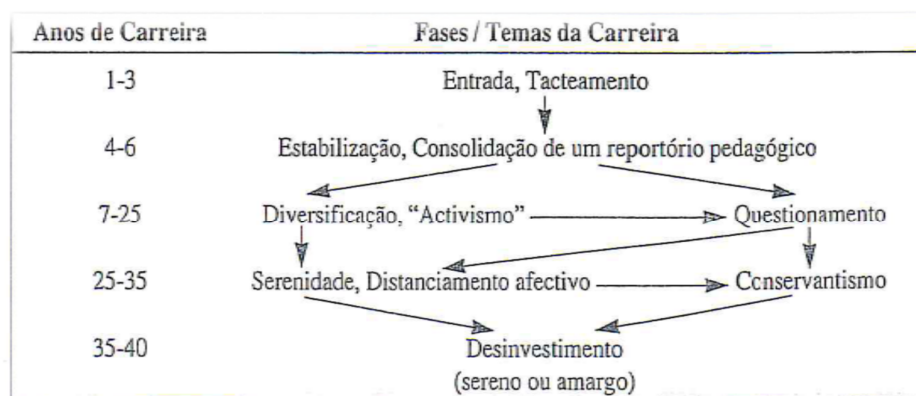 Anos de Carreira Fases / Temas da Carreira
1-3 Entrada, Tacteamento
4-6 Estabilização, Consolidação de um reportório pedagógico
7-25 Diversificação, “Activismo” Questionamento
25-35 Serenidade, Distanciamento afectivo Conservantismo
35-40 Desinvestimento
(sereno ou amargo)